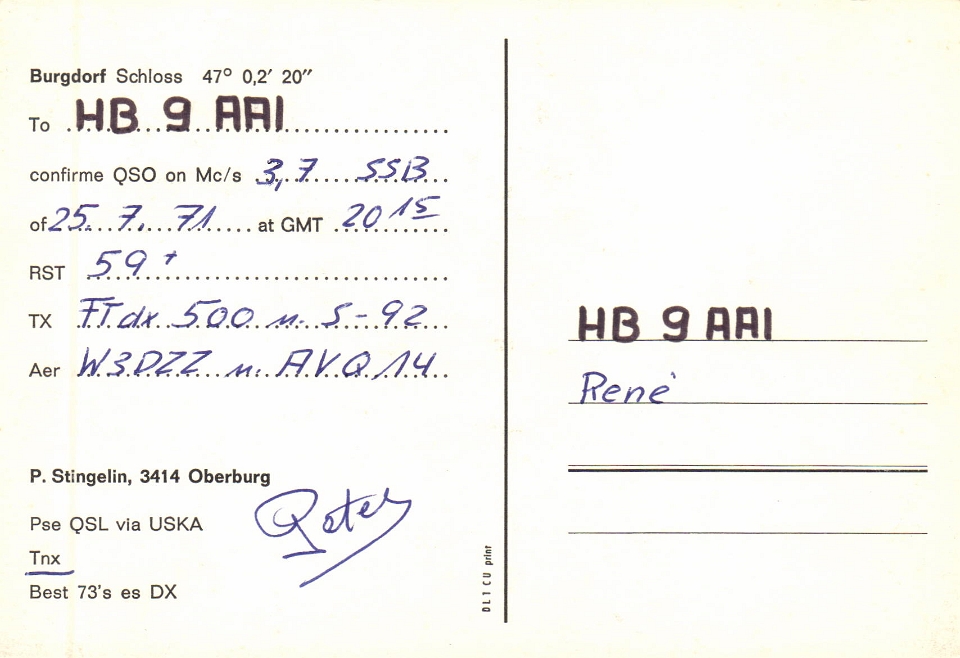 Burgdorf Schloss 47° 0,2′ 20″
To HB 9 AAI
confirme QSO on Mc/s 3,7 SSB
of 25. 7. 71 at GMT 20 15
RST 59 +
TX FTdx 500 u. S-92
Aer W3DZZ u. AVQ 14
P. Stingelin, 3414 Oberburg
Pse QSL via USKA
Peter
Tnx
Best 73's es DX
DL1CU print
HB 9 AAI
René